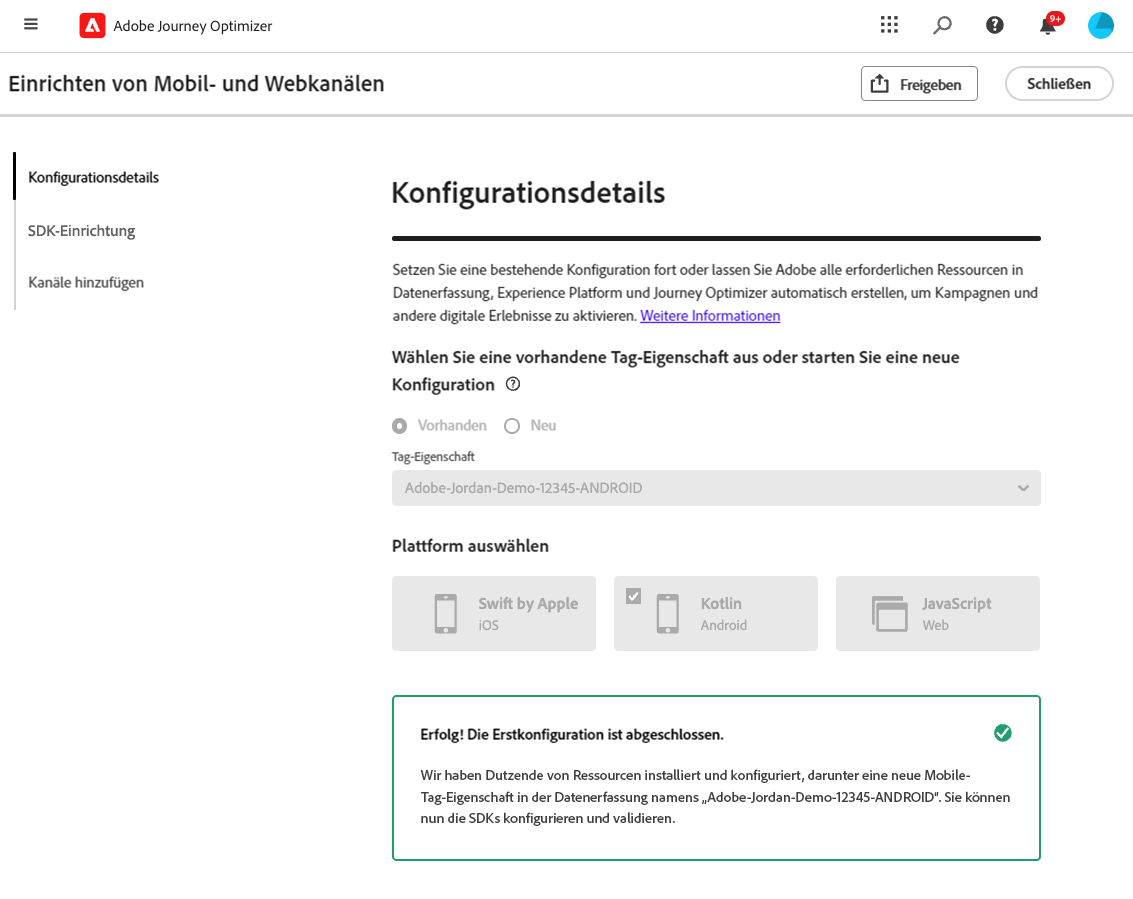 Adobe Journey Optimizer
9+
Einrichten von Mobil- und Webkanälen
Freigeben
Schließen
Konfigurationsdetails
SDK-Einrichtung
Kanäle hinzufügen
Konfigurationsdetails
Setzen Sie eine bestehende Konfiguration fort oder lassen Sie Adobe alle erforderlichen Ressourcen in
Datenerfassung, Experience Platform und Journey Optimizer automatisch erstellen, um Kampagnen und
andere digitale Erlebnisse zu aktivieren. Weitere Informationen
Wählen Sie eine vorhandene Tag-Eigenschaft aus oder starten Sie eine neue
Konfiguration
Vorhanden
Neu
Tag-Eigenschaft
Adobe-Jordan-Demo-12345-ANDROID
Plattform auswählen
Swift by Apple
iOS
Kotlin
Android
JavaScript
Web
Erfolg! Die Erstkonfiguration ist abgeschlossen.
Wir haben Dutzende von Ressourcen installiert und konfiguriert, darunter eine neue Mobile-
Tag-Eigenschaft in der Datenerfassung namens „Adobe-Jordan-Demo-12345-ANDROID“. Sie können
nun die SDKs konfigurieren und validieren.